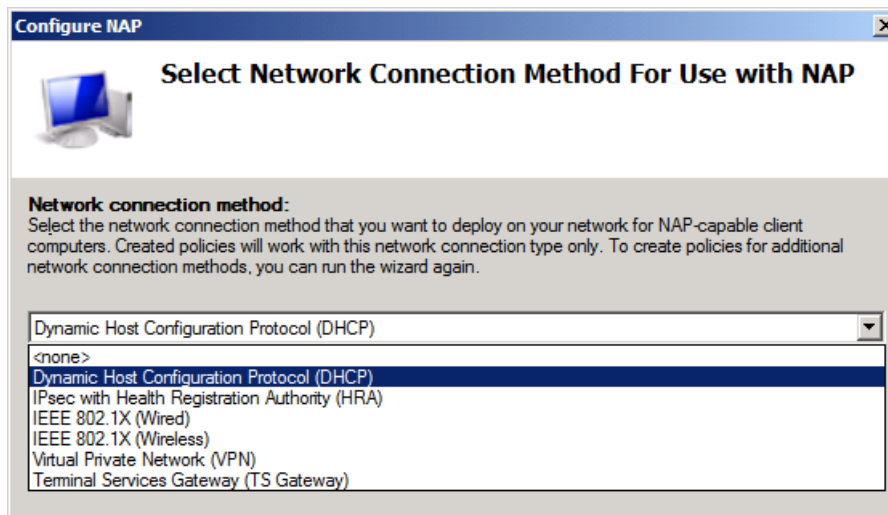 Configure NAP
Select Network Connection Method For Use with NAP
Network connection method:
Select the network connection method that you want to deploy on your network for NAP-capable client
computers. Created policies will work with this network connection type only. To create policies for additional
network connection methods, you can run the wizard again.
Dynamic Host Configuration Protocol (DHCP)
<none>
Dynamic Host Configuration Protocol (DHCP)
IPsec with Health Registration Authority (HRA)
IEEE 802.1X (Wired)
IEEE 802.1X (Wireless)
Virtual Private Network (VPN)
Terminal Services Gateway (TS Gateway)